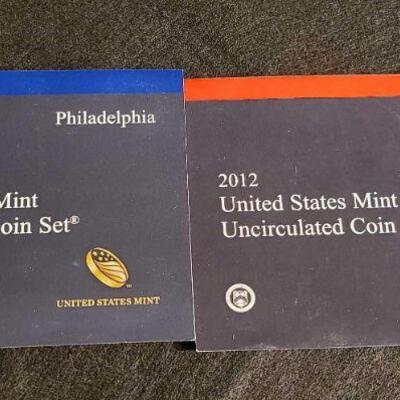 Philadelphia
Mint
oin Set®
UNITED STATES MINT
2012
United States Mint
Uncirculated Coin